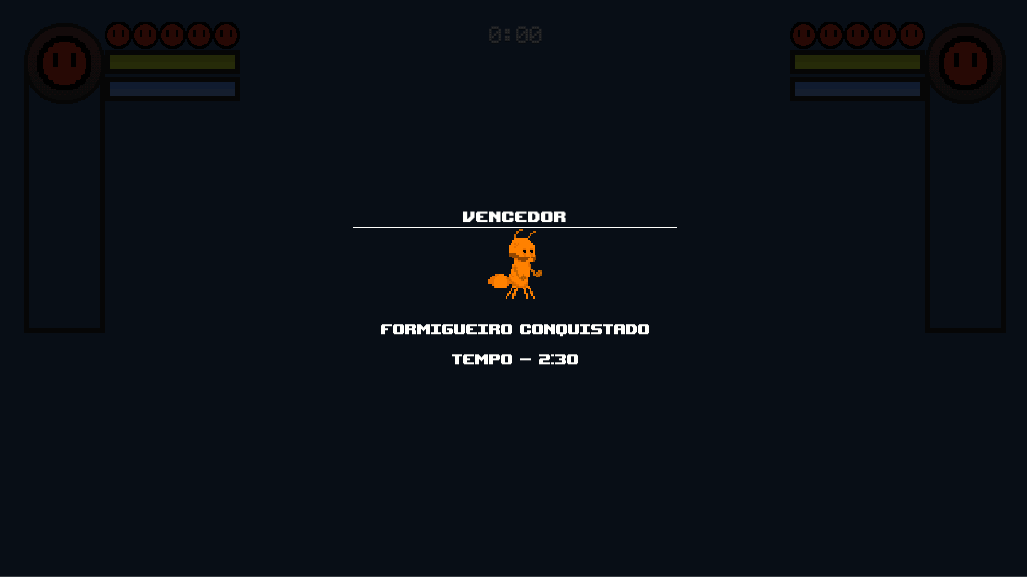 0:00
VENCEDOR
FORMIGUEIRO CONQUISTADO
TEMPO - 2:30